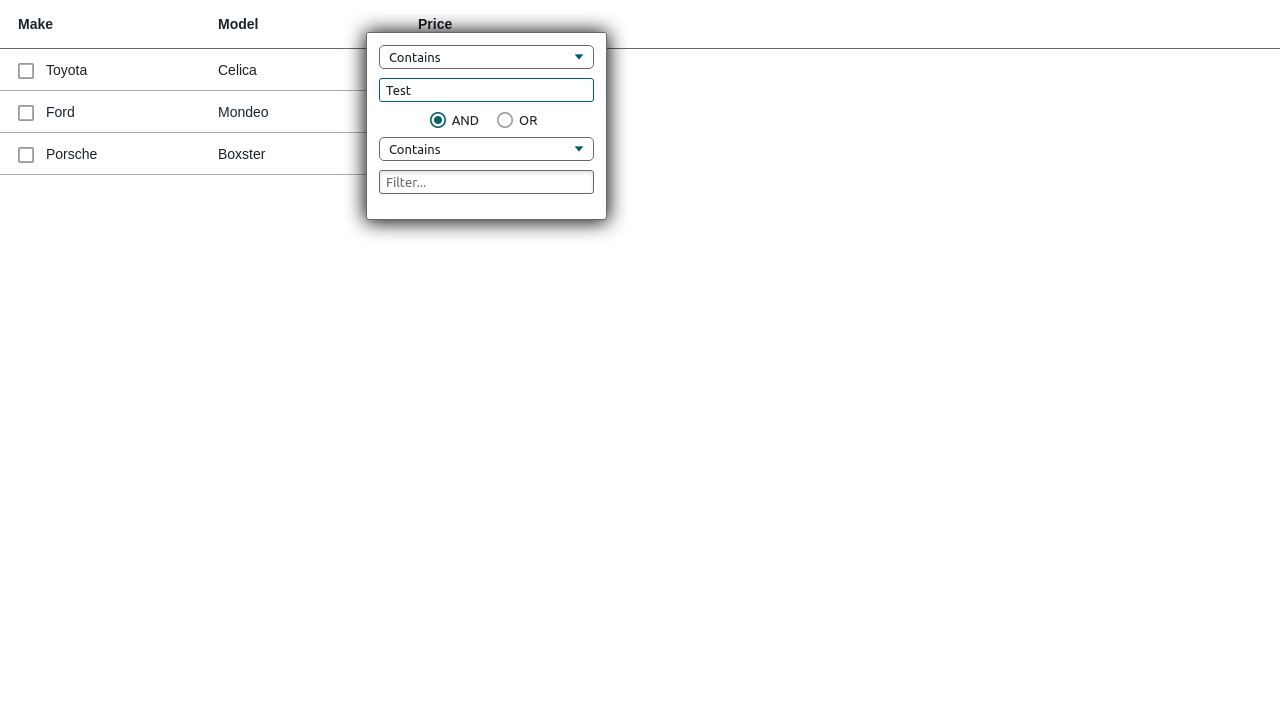 Make Model Price
Contains
Toyota Celica
Test
Ford Mondeo
AND OR
Contains
Porsche Boxster
Filter...